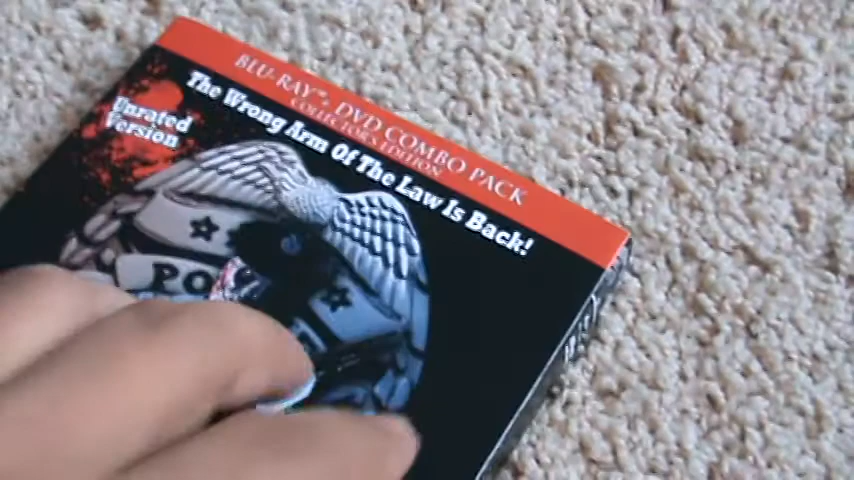 BLU-RAY™ + DVD COMBO PACK
COLLECTOR'S EDITION
The Wrong Arm Of The Law Is Back!
Unrated
Version
PO